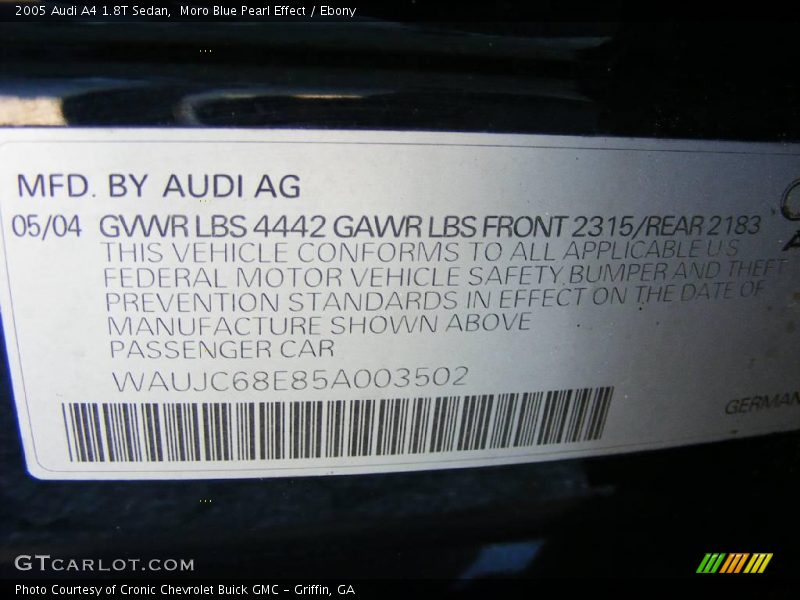 2005 Audi A4 1.8T Sedan,  Moro Blue Pearl Effect / Ebony
MFD. BY AUDI AG
05/04 GVWR LBS 4442 GAWR LBS FRONT 2315/REAR 2183
THIS VEHICLE CONFORMS TO ALL APPLICABLE U S
FEDERAL MOTOR VEHICLE SAFETY BUMPER AND THEFT
PREVENTION STANDARDS IN EFFECT ON THE DATE OF
MANUFACTURE SHOWN ABOVE
PASSENGER CAR
WAUJC68E85A003502
GERMAN
GTCARLOT.COM
Photo Courtesy of Cronic Chevrolet Buick GMC – Griffin, GA